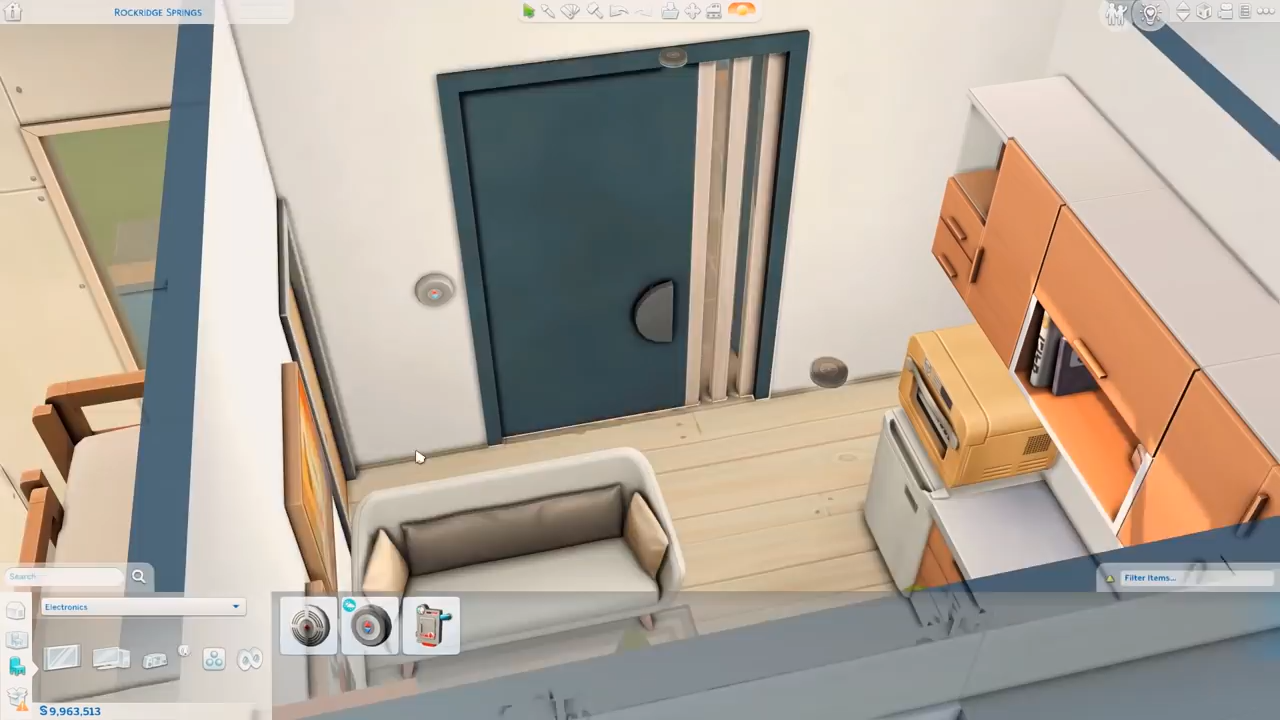 ROCKRIDGE SPRINGS
Search
Electronics
Filter Items...
§9,963,513